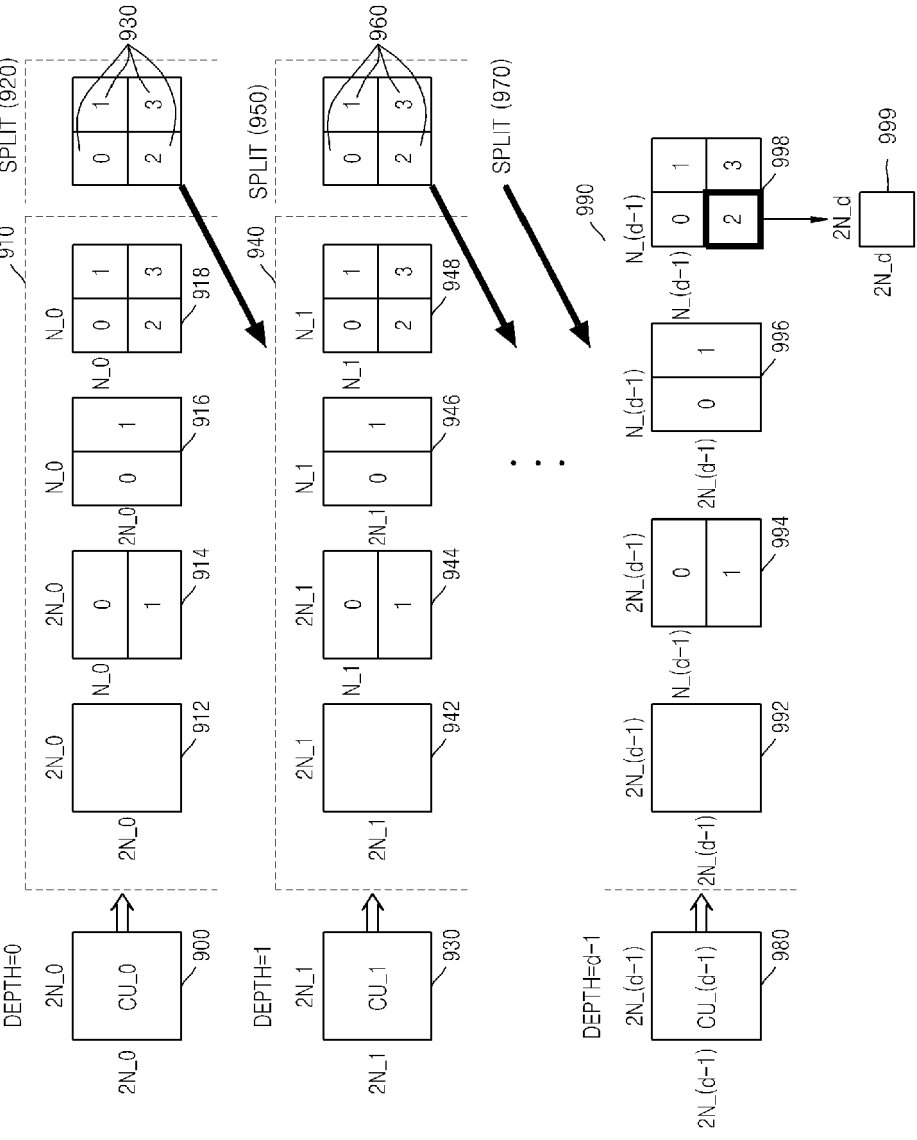 DEPTH=0
2N_0
2N_0
CU_0
900
910
2N_0
2N_0
912
2N_0
N_0
0
1
914
N_0
2N_0
0
1
916
N_0
N_0
0
1
2
3
918
SPLIT (920)
0
1
2
3
930
DEPTH=1
2N_1
2N_1
CU_1
930
940
2N_1
2N_1
942
2N_1
N_1
0
1
944
N_1
2N_1
0
1
946
N_1
N_1
0
1
2
3
948
SPLIT (950)
0
1
2
3
960
SPLIT (970)
. . .
DEPTH=d-1
2N_(d-1)
2N_(d-1)
CU_(d-1)
980
990
2N_(d-1)
2N_(d-1)
992
2N_(d-1)
N_(d-1)
0
1
994
N_(d-1)
2N_(d-1)
0
1
996
N_(d-1)
N_(d-1)
0
1
2
3
998
2N_d
2N_d
999